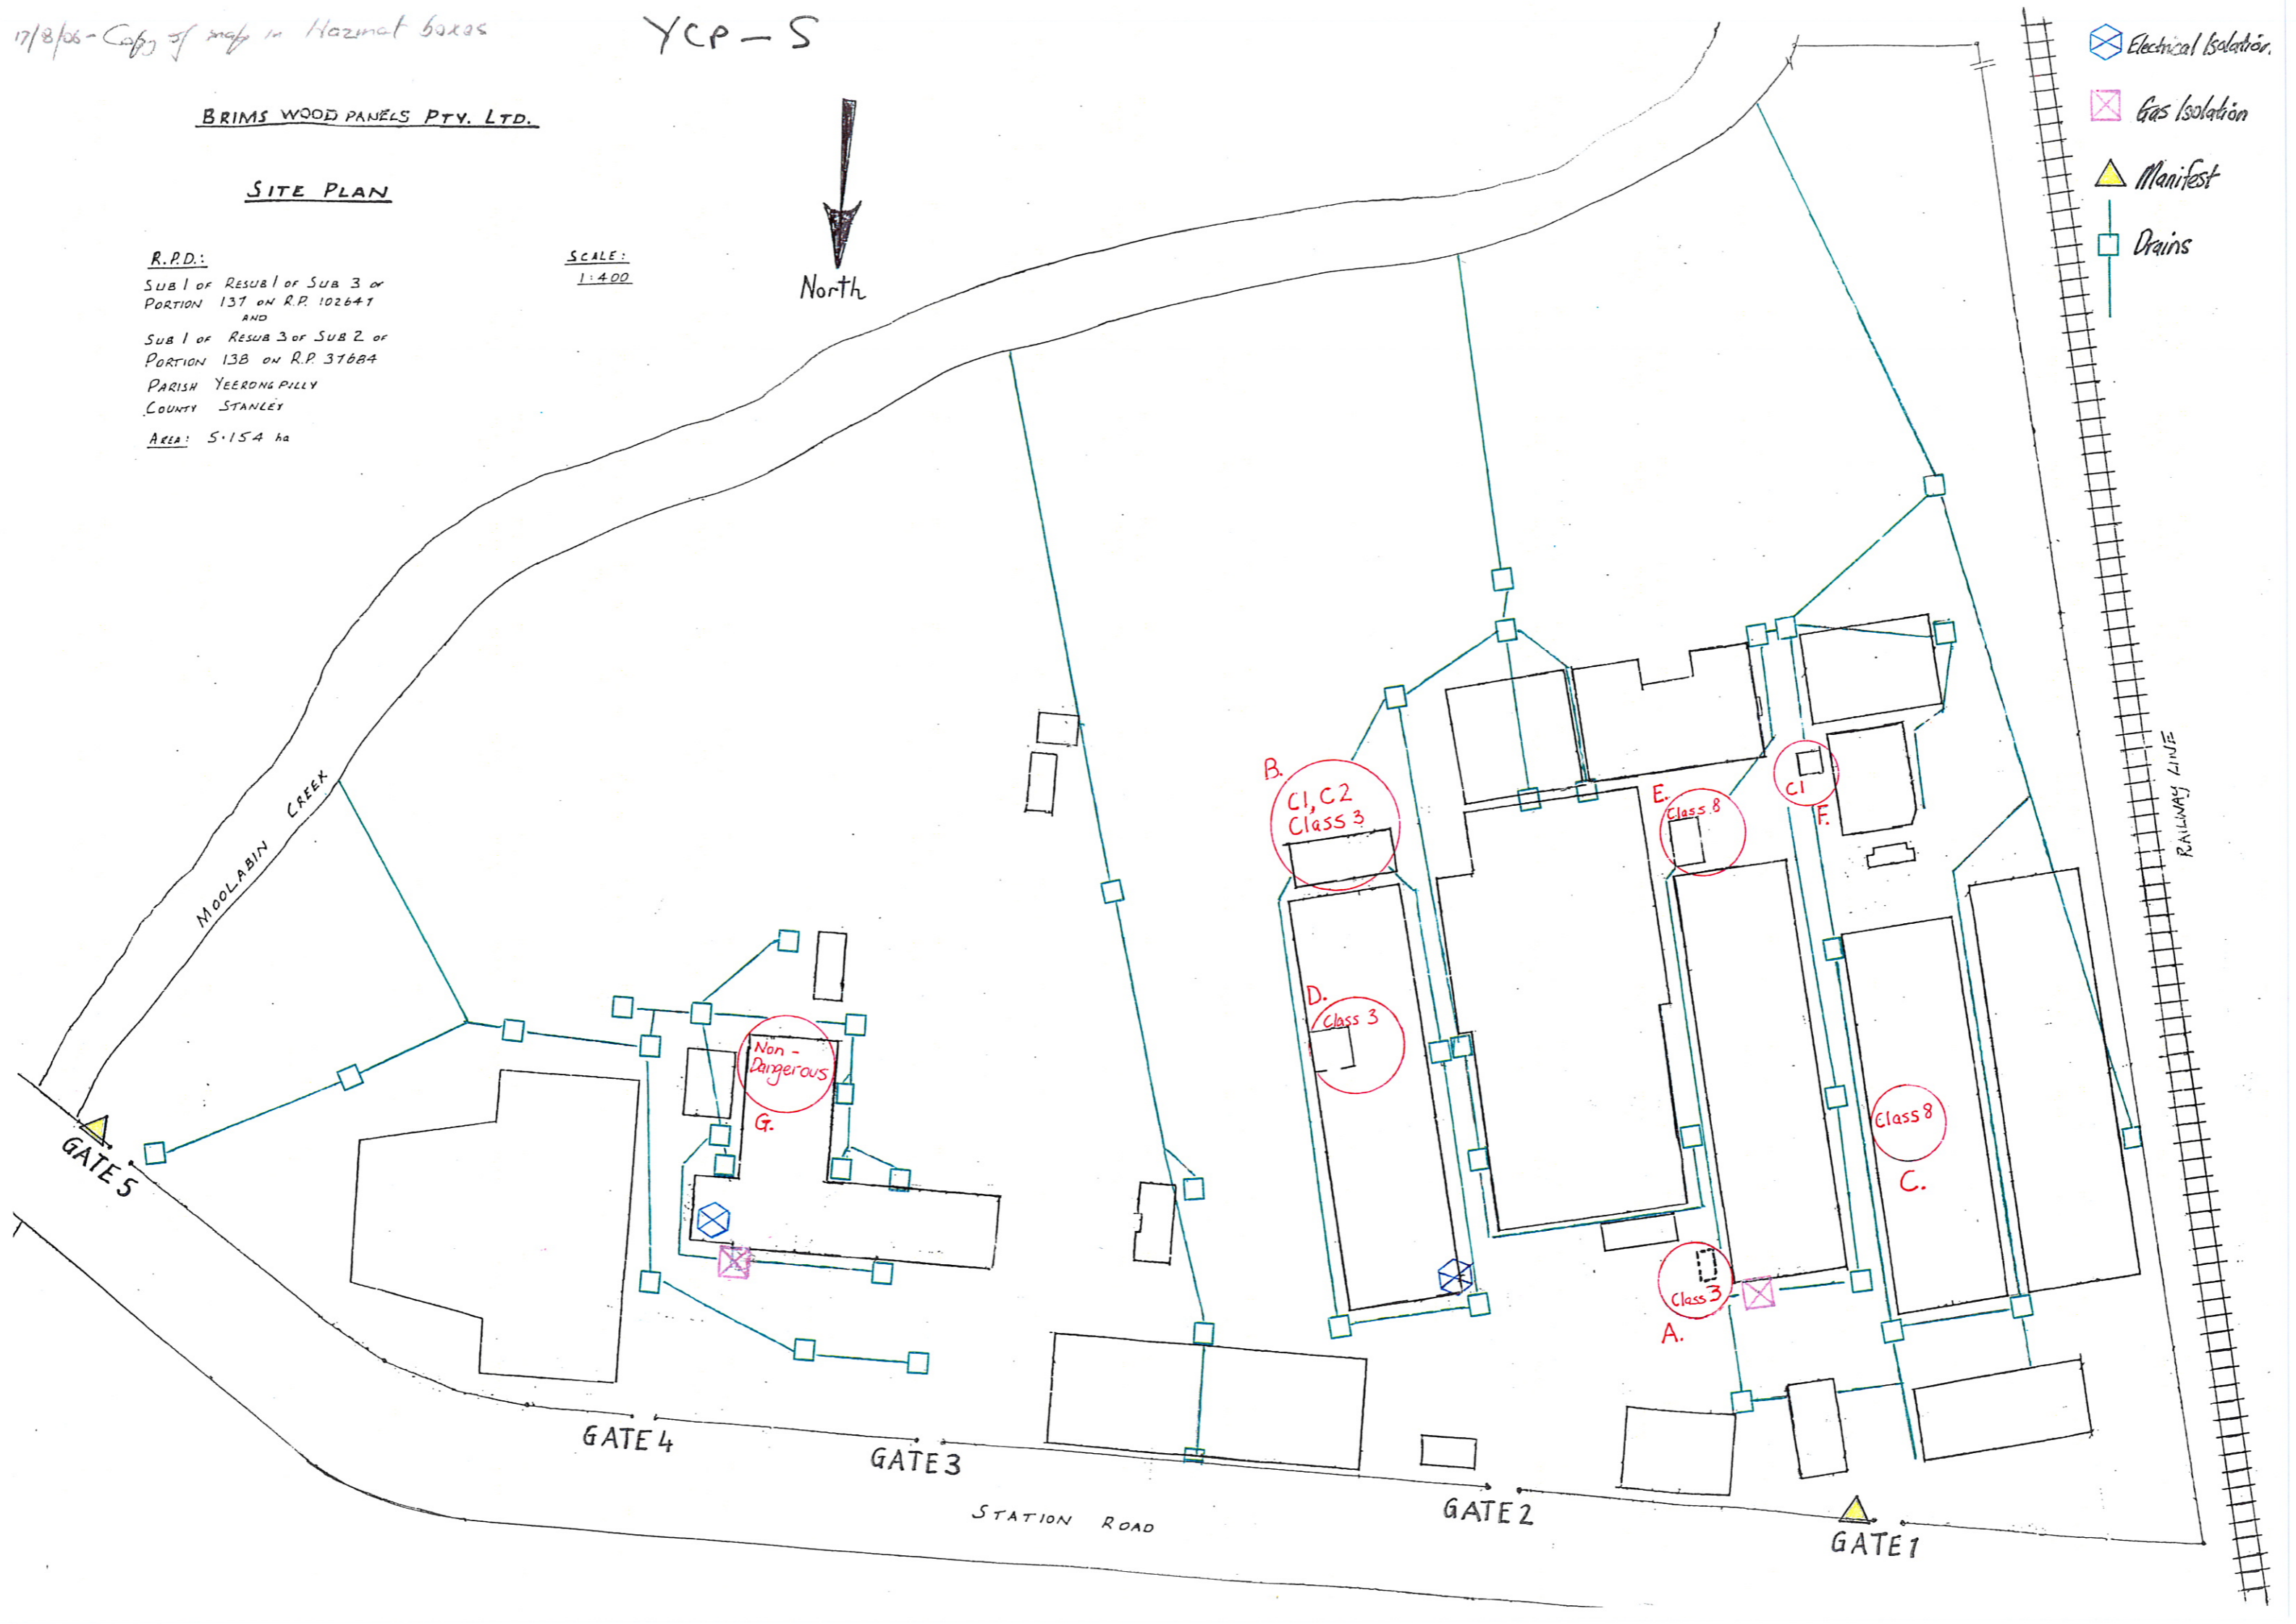 17/8/06 - Copy of map in Hazmat boxes
YCP - S
BRIMS WOOD PANELS PTY. LTD.
SITE PLAN
R.P.D.:
SUB 1 OF RESUB 1 OF SUB 3 OF
PORTION 137 ON R.P. 102647
AND
SUB 1 OF RESUB 3 OF SUB 2 OF
PORTION 138 ON R.P. 37684
PARISH YEERONGPILLY
COUNTY STANLEY
AREA: 5.154 ha
SCALE:
1:400
North
Electrical Isolation.
Gas Isolation
Manifest
Drains
MOOLABIN CREEK
RAILWAY LINE
B.
C1, C2
Class 3
D.
Class 3
E.
Class 8
C1
F.
Class 8
C.
Class 3
A.
Non-
Dangerous
G.
GATE 5
GATE 4
GATE 3
GATE 2
GATE 1
STATION ROAD